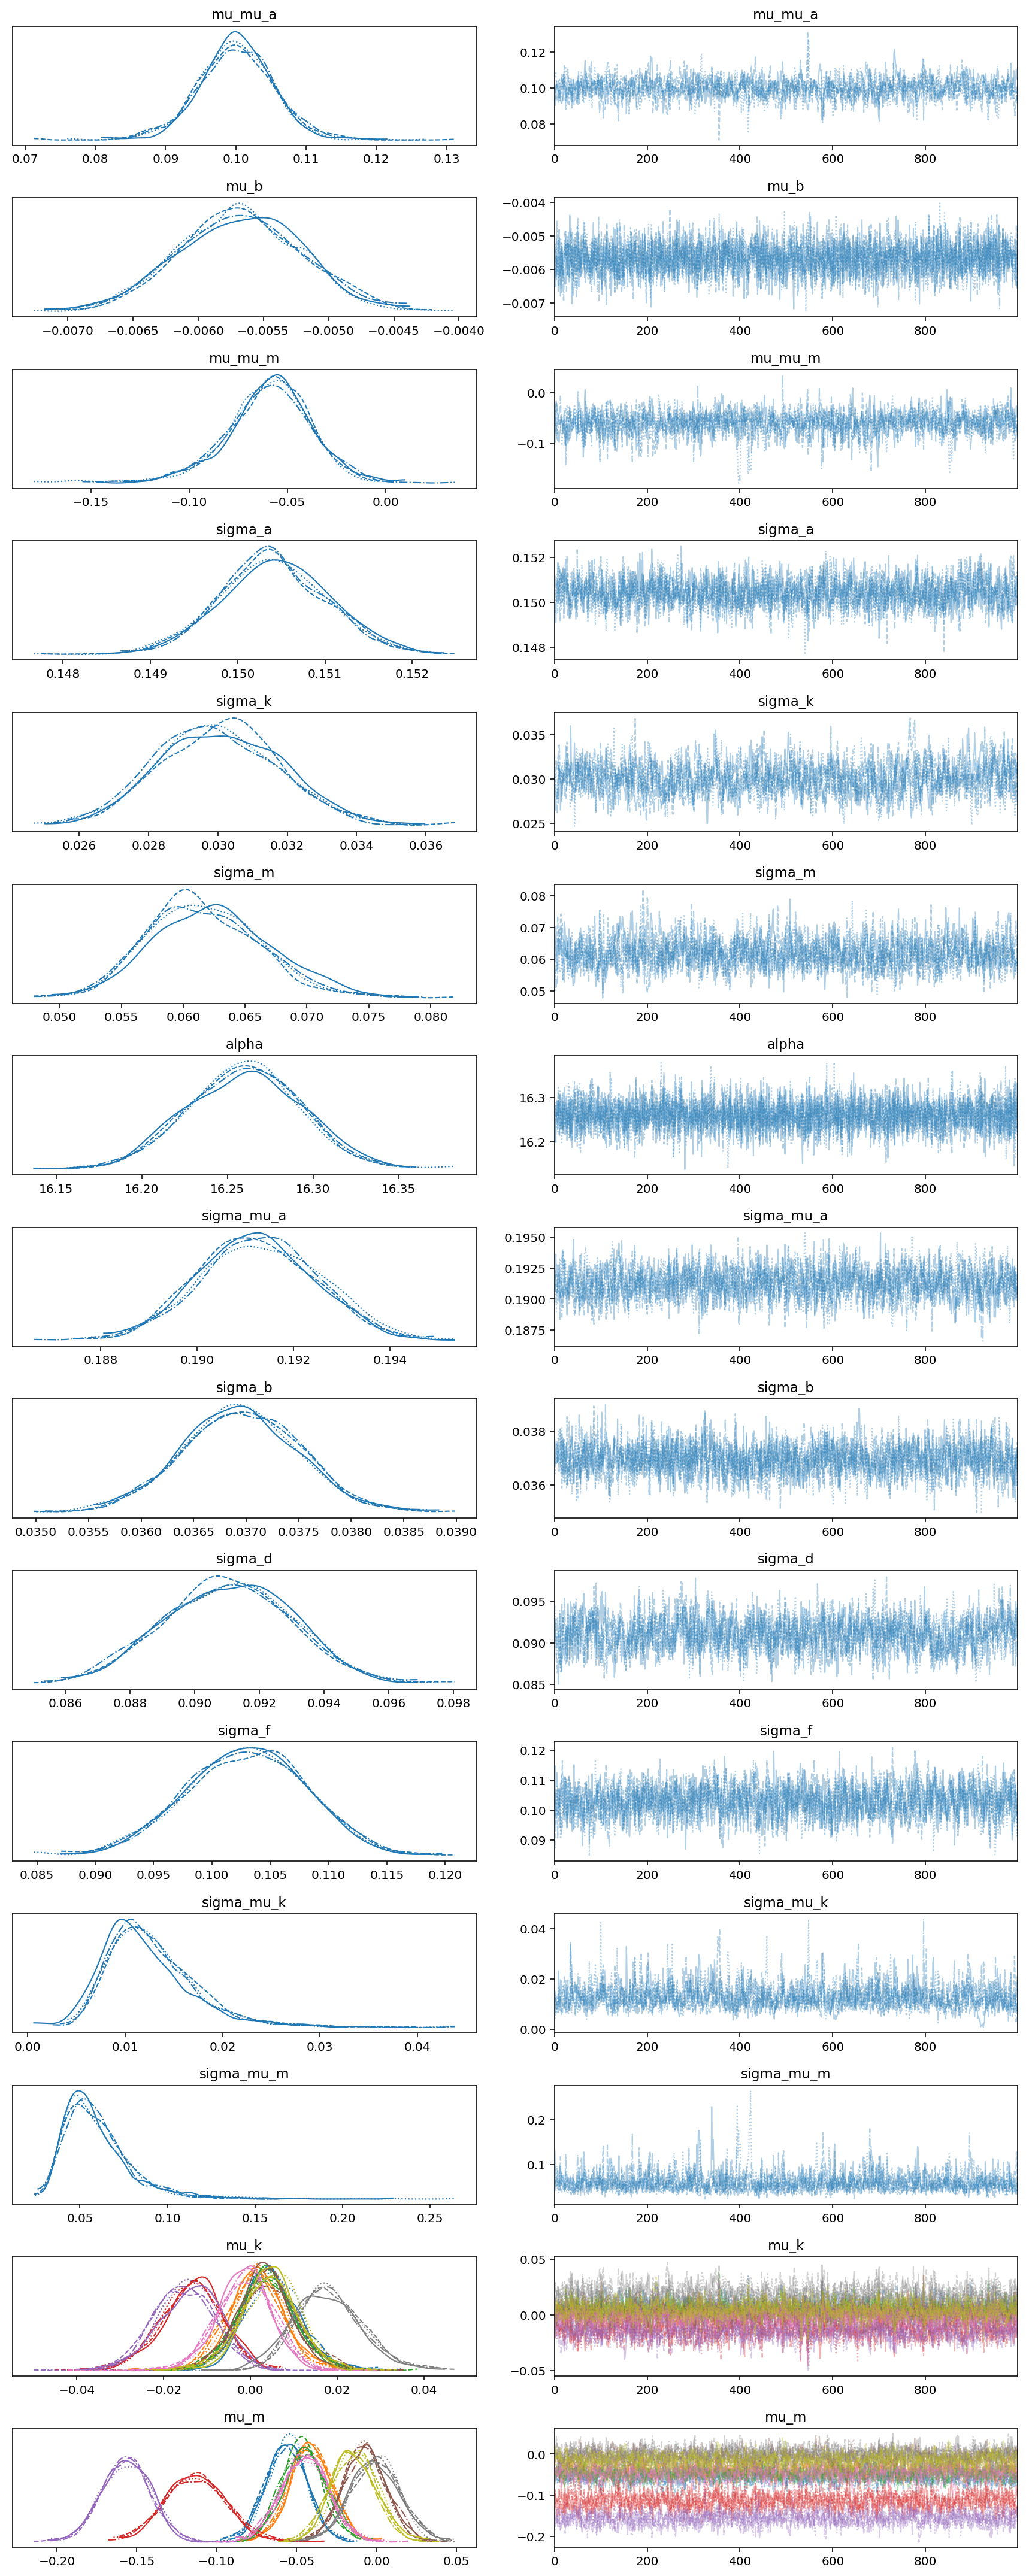 mu_mu_a mu_mu_a
0.12
0.10
0.08
0.07 0.08 0.09 0.10 0.11 0.12 0.13 0 200 400 600 800
mu_b mu_b
−0.004
−0.005
−0.006
−0.007
−0.0070 −0.0065 −0.0060 −0.0055 −0.0050 −0.0045 −0.0040 0 200 400 600 800
mu_mu_m mu_mu_m
0.0
−0.1
−0.15 −0.10 −0.05 0.00 0 200 400 600 800
sigma_a sigma_a
0.152
0.150
0.148
0.148 0.149 0.150 0.151 0.152 0 200 400 600 800
sigma_k sigma_k
0.035
0.030
0.025
0.026 0.028 0.030 0.032 0.034 0.036 0 200 400 600 800
sigma_m sigma_m
0.08
0.07
0.06
0.05
0.050 0.055 0.060 0.065 0.070 0.075 0.080 0 200 400 600 800
alpha alpha
16.3
16.2
16.15 16.20 16.25 16.30 16.35 0 200 400 600 800
sigma_mu_a sigma_mu_a
0.1950
0.1925
0.1900
0.1875
0.188 0.190 0.192 0.194 0 200 400 600 800
sigma_b sigma_b
0.038
0.036
0.0350 0.0355 0.0360 0.0365 0.0370 0.0375 0.0380 0.0385 0.0390 0 200 400 600 800
sigma_d sigma_d
0.095
0.090
0.085
0.086 0.088 0.090 0.092 0.094 0.096 0.098 0 200 400 600 800
sigma_f sigma_f
0.12
0.11
0.10
0.09
0.085 0.090 0.095 0.100 0.105 0.110 0.115 0.120 0 200 400 600 800
sigma_mu_k sigma_mu_k
0.04
0.02
0.00
0.00 0.01 0.02 0.03 0.04 0 200 400 600 800
sigma_mu_m sigma_mu_m
0.2
0.1
0.05 0.10 0.15 0.20 0.25 0 200 400 600 800
mu_k mu_k
0.05
0.00
−0.05
−0.04 −0.02 0.00 0.02 0.04 0 200 400 600 800
mu_m mu_m
0.0
−0.1
−0.2
−0.20 −0.15 −0.10 −0.05 0.00 0.05 0 200 400 600 800